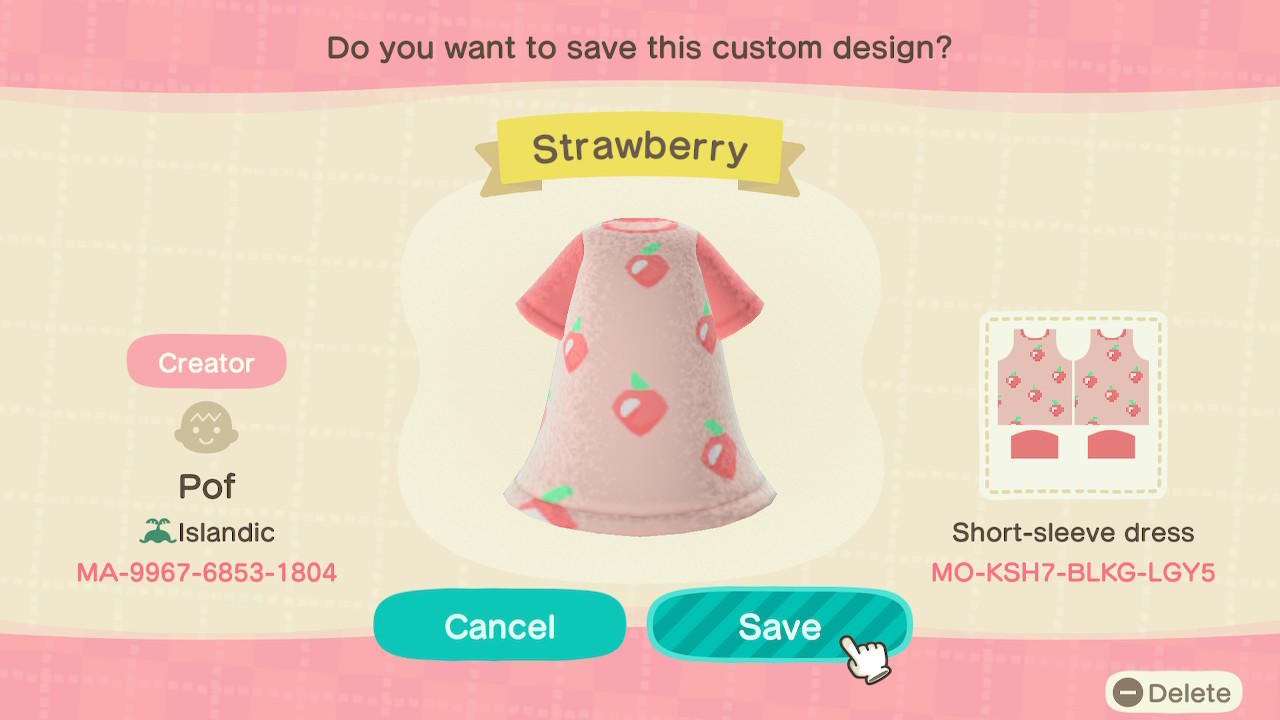 Do you want to save this custom design?
Strawberry
Creator
Pof
Islandic
MA-9967-6853-1804
Short-sleeve dress
MO-KSH7-BLKG-LGY5
Cancel
Save
Delete